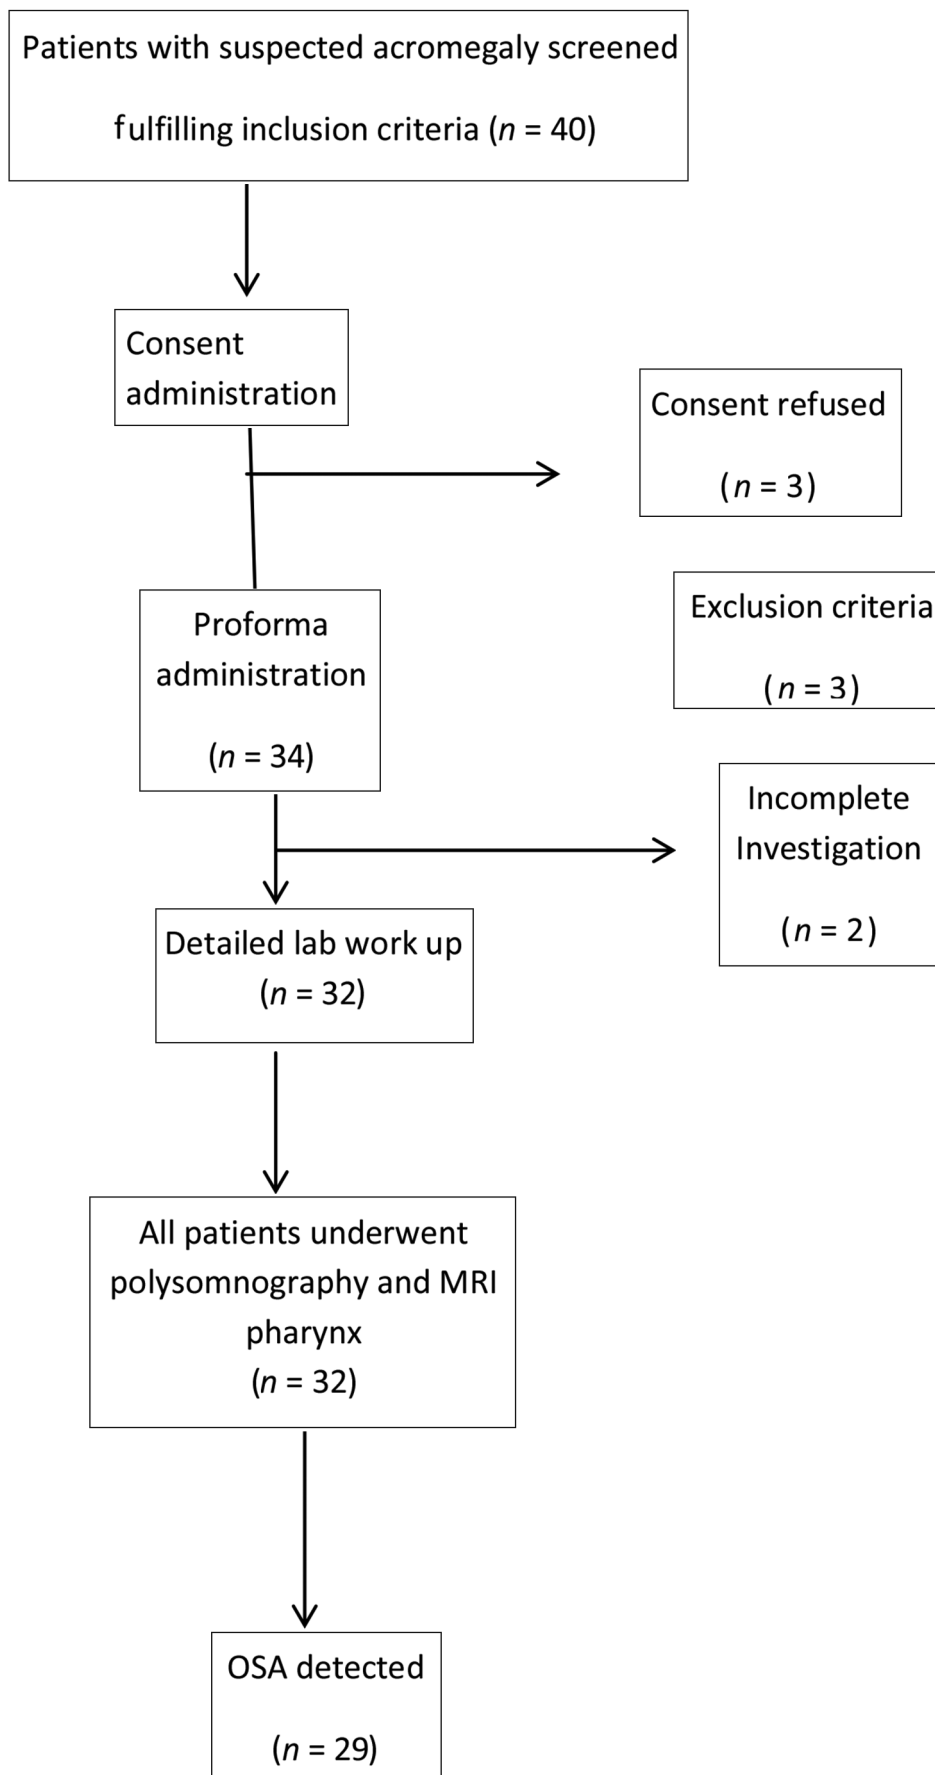 Patients with suspected acromegaly screened
fulfilling inclusion criteria (n = 40)
Consent
administration
Consent refused
(n = 3)
Exclusion criteria
(n = 3)
Proforma
administration
(n = 34)
Incomplete
Investigation
(n = 2)
Detailed lab work up
(n = 32)
All patients underwent
polysomnography and MRI
pharynx
(n = 32)
OSA detected
(n = 29)